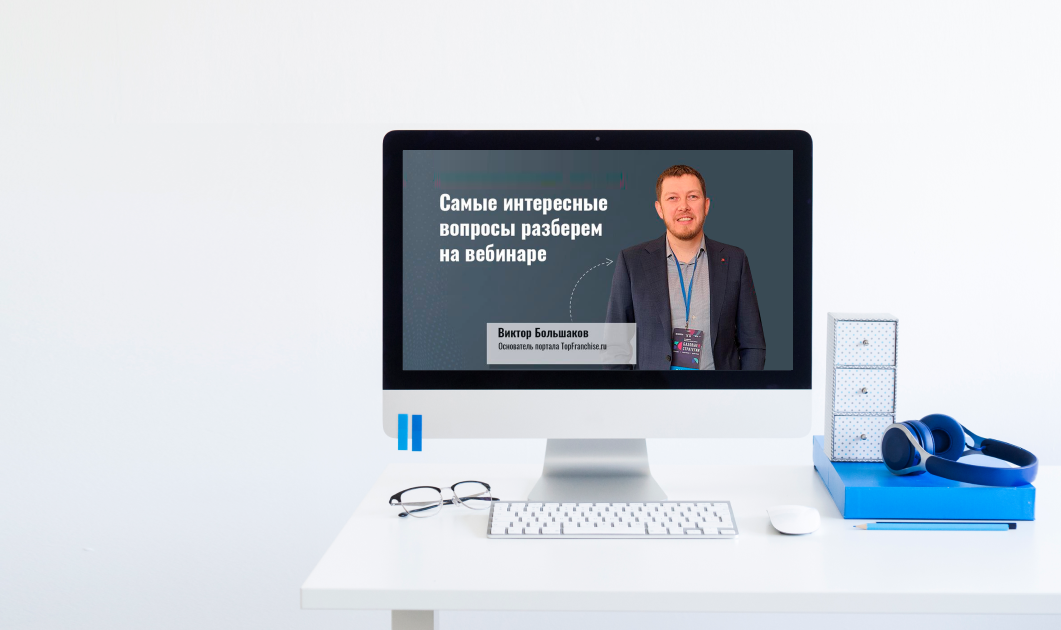 Самые интересные
вопросы разберем
на вебинаре
Виктор Большаков
Основатель портала TopFranchise.ru